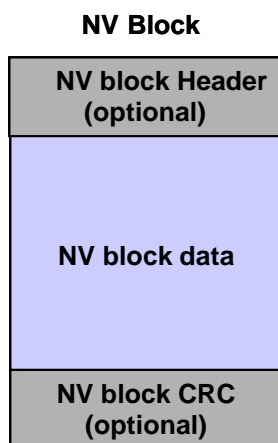 NV Block
NV block Header
(optional)
NV block data
NV block CRC
(optional)